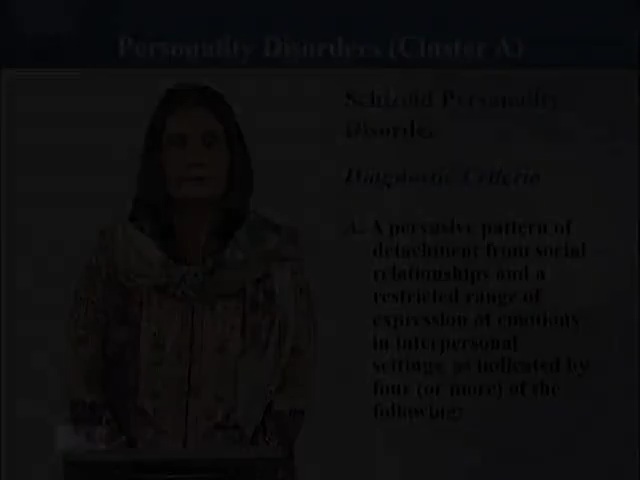 Personality Disorders (Cluster A)
Schizoid Personality
Disorder
Diagnostic Criteria
A. A pervasive pattern of
detachment from social
relationships and a
restricted range of
expression of emotions
in interpersonal
settings, as indicated by
four (or more) of the
following: